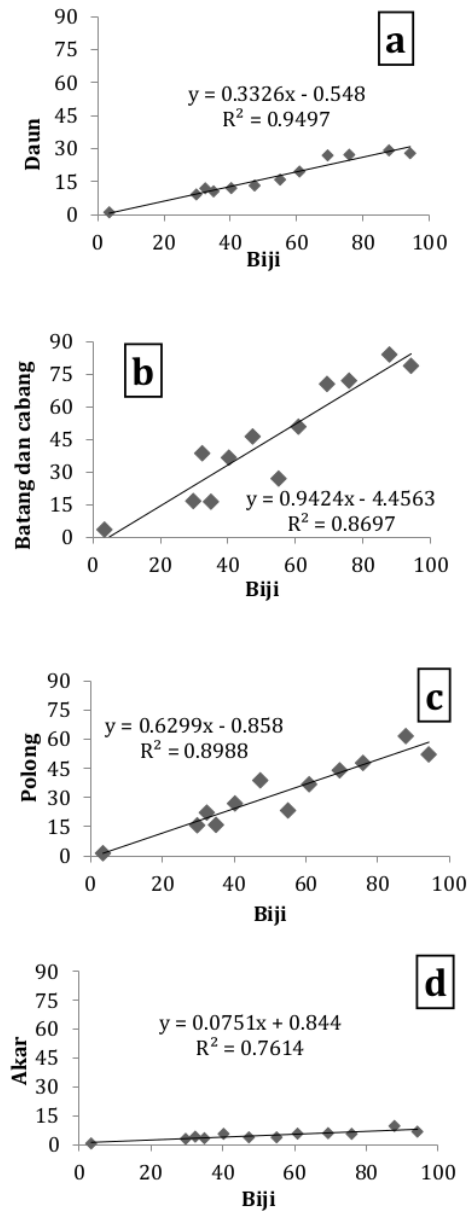 90
a
75
60
y = 0.3326x - 0.548
45
R² = 0.9497
30
15
0
Daun
0 20 40 60 80 100
Biji
90
b
75
60
45
30
15
0
Batang dan cabang
y = 0.9424x - 4.4563
R² = 0.8697
0 20 40 60 80 100
Biji
90
c
75
y = 0.6299x - 0.858
60
R² = 0.8988
45
30
15
0
Polong
0 20 40 60 80 100
Biji
90
d
75
60
y = 0.0751x + 0.844
45
R² = 0.7614
30
15
0
Akar
0 20 40 60 80 100
Biji